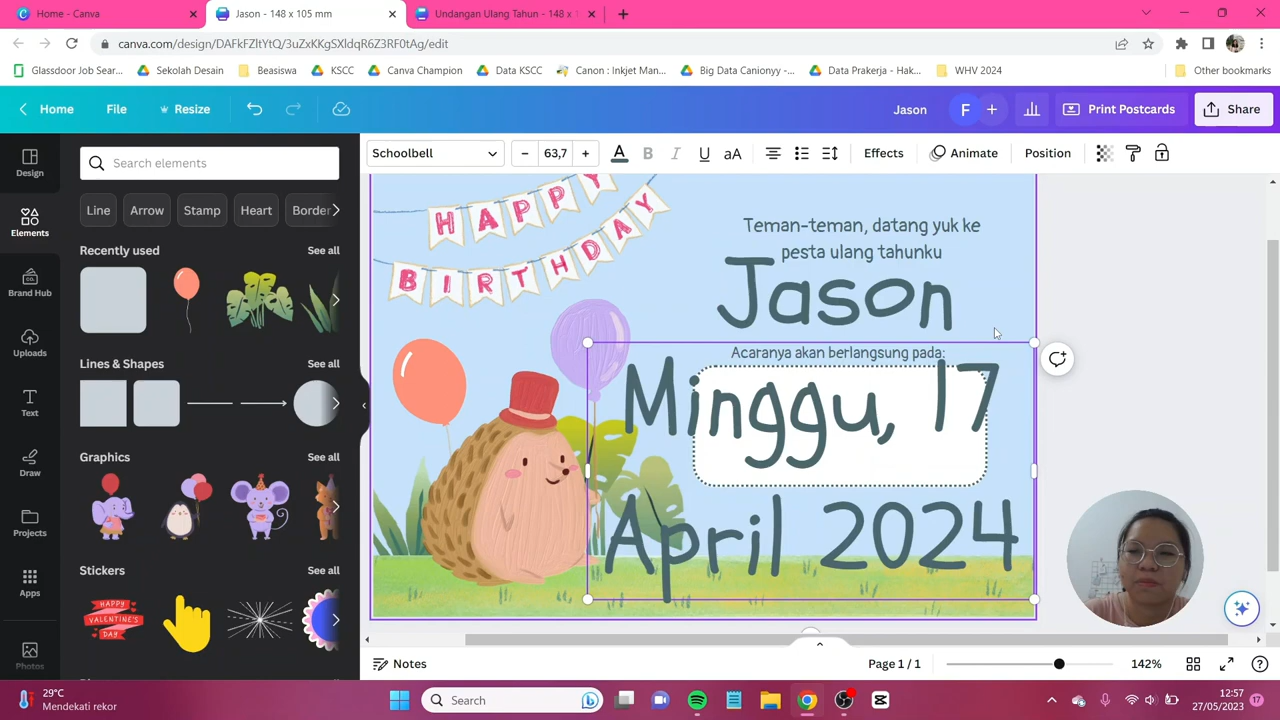 Home - Canva
Jason - 148 x 105 mm
Undangan Ulang Tahun - 148 x 1
canva.com/design/DAFkFZltYtQ/3uZxKKgSXldqR6Z3RF0tAg/edit
Glassdoor Job Sear...
Sekolah Desain
Beasiswa
KSCC
Canva Champion
Data KSCC
Canon : Inkjet Man...
Big Data Canionyy -...
Data Prakerja - Hak...
WHV 2024
Other bookmarks
Home
File
Resize
Jason
F
Print Postcards
Share
Design
Elements
Brand Hub
Uploads
Text
Draw
Projects
Apps
Photos
Search elements
Line
Arrow
Stamp
Heart
Border
Recently used
See all
Lines & Shapes
See all
Graphics
See all
Stickers
See all
HAPPY VALENTINE'S DAY
Schoolbell
63,7
A
B
I
U
aA
Effects
Animate
Position
HAPPY
BIRTHDAY
Teman-teman, datang yuk ke
pesta ulang tahunku
Jason
Acaranya akan berlangsung pada:
Minggu, 17
April 2024
Notes
Page 1 / 1
142%
29°C
Mendekati rekor
Search
12:57
27/05/2023
17